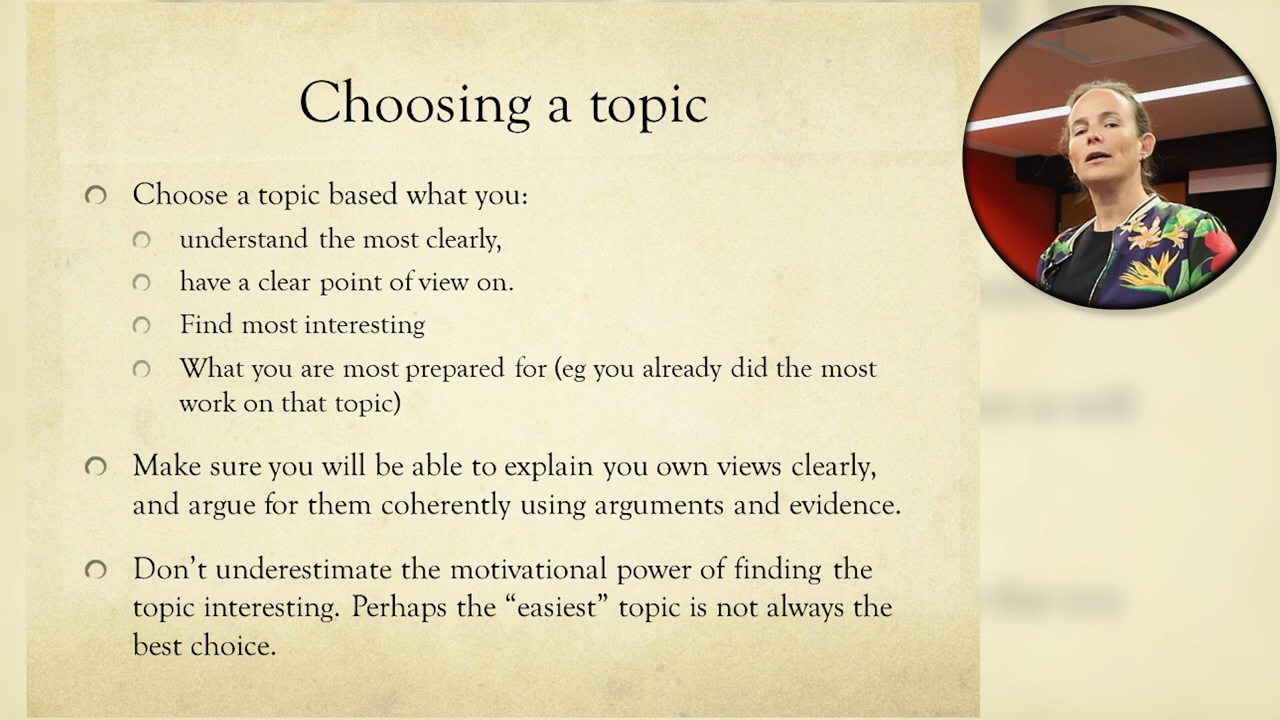 Choosing a topic
Choose a topic based what you:
understand the most clearly,
have a clear point of view on.
Find most interesting
What you are most prepared for (eg you already did the most
work on that topic)
Make sure you will be able to explain you own views clearly,
and argue for them coherently using arguments and evidence.
Don't underestimate the motivational power of finding the
topic interesting. Perhaps the “easiest” topic is not always the
best choice.